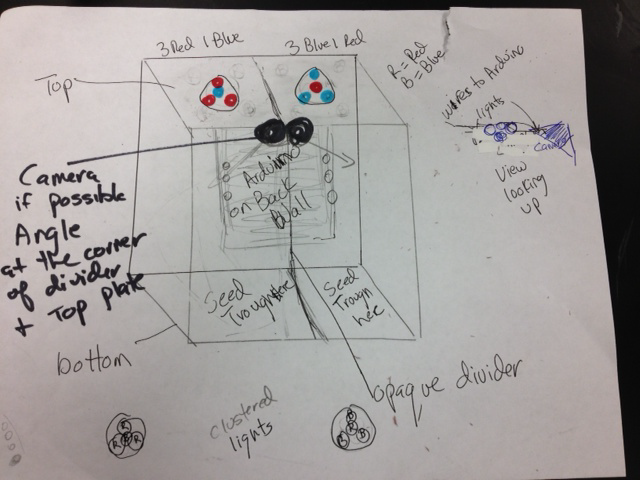 3 Red 1 Blue
3 Blue 1 Red
R = Red
B = Blue
Top
wires to Arduino
lights
Camera
View
looking
up
Camera
if possible
Angle
at the corner
of divider
+ Top plate
Arduino
on Back
Wall
Seed
Trough here
Seed
Trough
here
bottom
opaque divider
clustered
lights
R
R B R
B
B R B